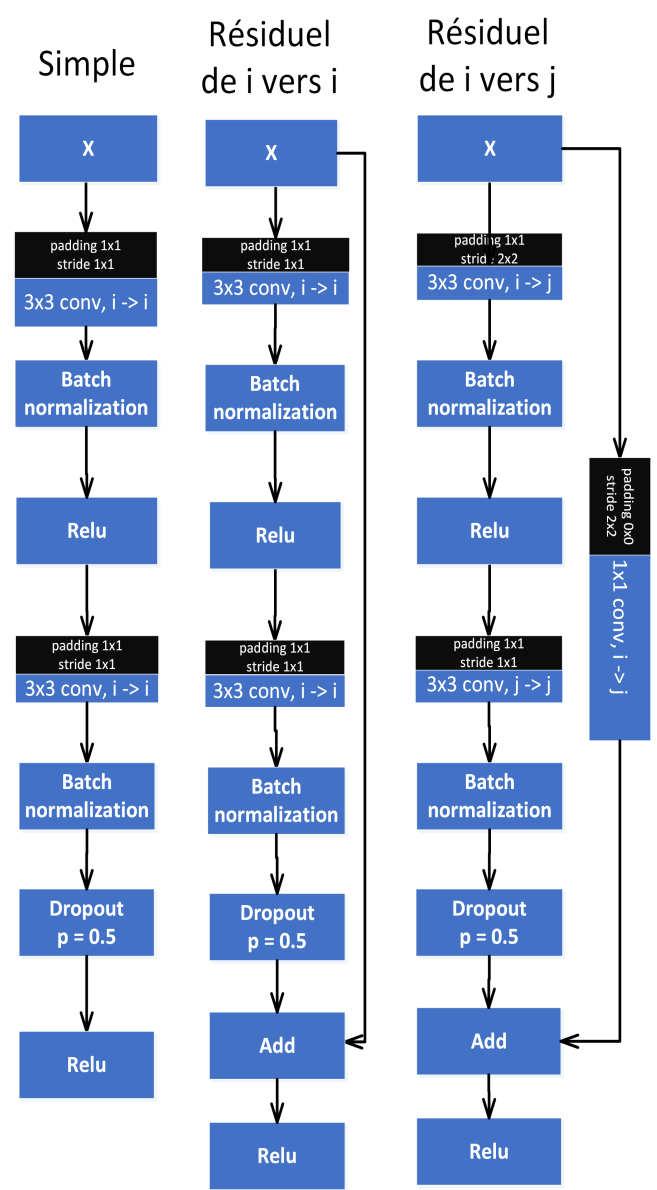 Simple
X
padding 1x1
stride 1x1
3x3 conv, i -> i
Batch
normalization
Relu
padding 1x1
stride 1x1
3x3 conv, i -> i
Batch
normalization
Dropout
p = 0.5
Relu
Résiduel
de i vers i
X
padding 1x1
stride 1x1
3x3 conv, i -> i
Batch
normalization
Relu
padding 1x1
stride 1x1
3x3 conv, i -> i
Batch
normalization
Dropout
p = 0.5
Add
Relu
Résiduel
de i vers j
X
padding 1x1
stride 2x2
3x3 conv, i -> j
Batch
normalization
Relu
padding 1x1
stride 1x1
3x3 conv, j -> j
Batch
normalization
Dropout
p = 0.5
Add
Relu
padding 0x0
stride 2x2
1x1 conv, i -> j